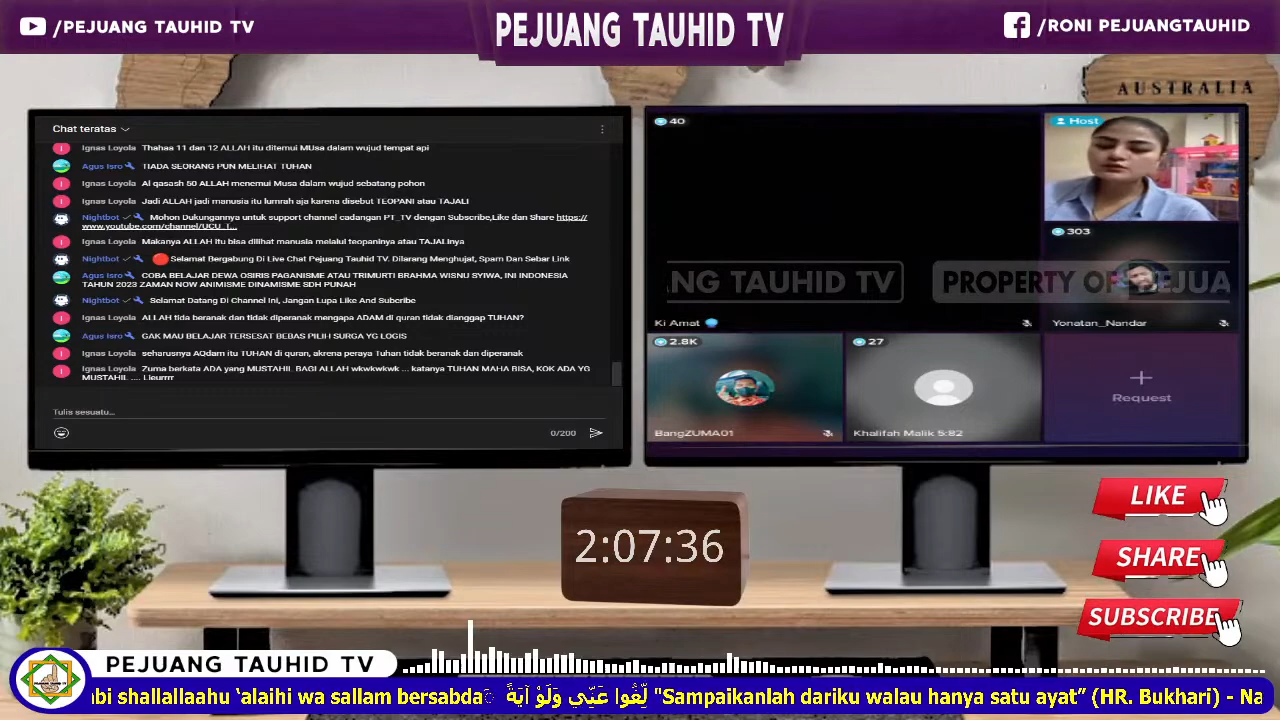 /PEJUANG TAUHID TV
PEJUANG TAUHID TV
/RONI PEJUANGTAUHID
AUSTRALIA
Chat teratas
Ignas Loyola Thahaa 11 dan 12 ALLAH itu ditemui MUsa dalam wujud tempat api
Agus Isro TIADA SEORANG PUN MELIHAT TUHAN
Ignas Loyola Al qasash 50 ALLAH menemui Musa dalam wujud sebatang pohon
Ignas Loyola Jadi ALLAH jadi manusia itu lumrah aja karena disebut TEOPANI atau TAJALI
Nightbot Mohon Dukungannya untuk support channel cadangan PT_TV dengan Subscribe,Like dan Share https://
www.youtube.com/channel/UCU_T...
Ignas Loyola Makanya ALLAH itu bisa dilihat manusia melalui teopaninya atau TAJALInya
Nightbot 🔴 Selamat Bergabung Di Live Chat Pejuang Tauhid TV. Dilarang Menghujat, Spam Dan Sebar Link
Agus Isro COBA BELAJAR DEWA OSIRIS PAGANISME ATAU TRIMURTI BRAHMA WISNU SYIWA, INI INDONESIA
TAHUN 2023 ZAMAN NOW ANIMISME DINAMISME SDH PUNAH
Nightbot Selamat Datang Di Channel Ini, Jangan Lupa Like And Subcribe
Ignas Loyola ALLAH tida beranak dan tidak diperanak mengapa ADAM di quran tidak dianggap TUHAN?
Agus Isro GAK MAU BELAJAR TERSESAT BEBAS PILIH SURGA YG LOGIS
Ignas Loyola seharusnya AQdam itu TUHAN di quran, akrena peraya Tuhan tidak beranak dan diperanak
Ignas Loyola Zuma berkata ADA yang MUSTAHIL BAGI ALLAH wkwkwkwk ... katanya TUHAN MAHA BISA, KOK ADA YG
MUSTAHIL .... Lieurrrr
Tulis sesuatu...
0/200
40
Host
303
ANG TAUHID TV
PROPERTY OF PEJUA
Ki Amat
Yonatan_Nandar
2.8K
27
BangZUMA01
Khalifah Malik 5:82
Request
2:07:36
LIKE
SHARE
SUBSCRIBE
PEJUANG TAUHID TV
abi shallallaahu 'alaihi wa sallam bersabda لِّغُوا عَنِّي وَلَوْ آيَةً "Sampaikanlah dariku walau hanya satu ayat" (HR. Bukhari) - Na